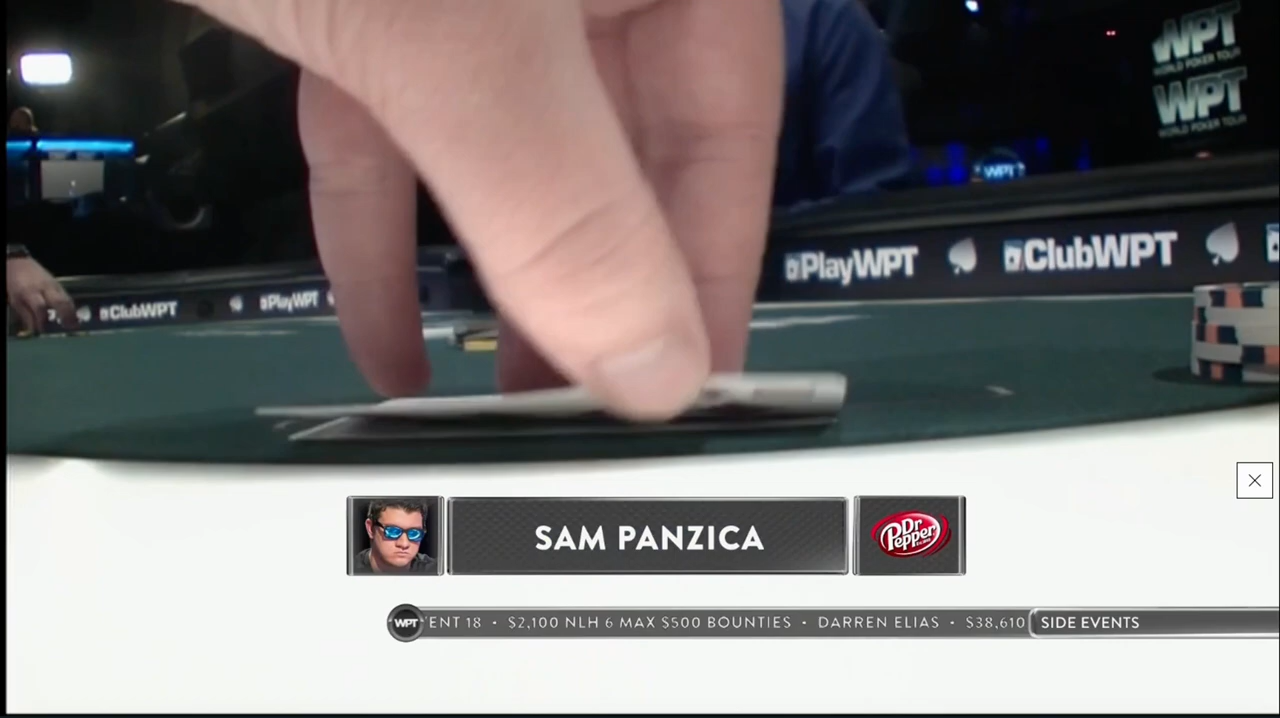 WPT
WORLD POKER TOUR
WPT
WORLD POKER TOUR
WPT
PlayWPT ClubWPT
ClubWPT PlayWPT
SAM PANZICA
Dr Pepper
WPT ENT 18 • $2,100 NLH 6 MAX $500 BOUNTIES • DARREN ELIAS • $38,610 SIDE EVENTS